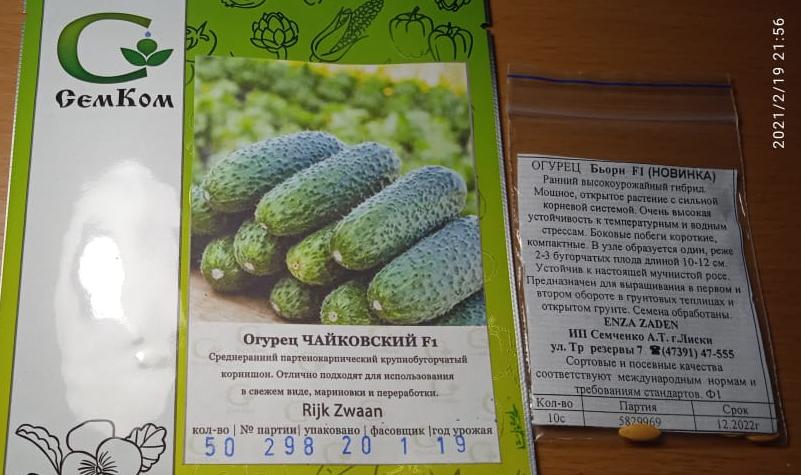 СемКом
Огурец ЧАЙКОВСКИЙ F1
Среднеранний партенокарпический крупнобугорчатый
корнишон. Отлично подходят для использования
в свежем виде, мариновки и переработки.
Rijk Zwaan
кол-во | № партии | упаковано | фасовщик | год урожая
50 298 20 1 19
ОГУРЕЦ Бьорн F1 (НОВИНКА)
Ранний высокоурожайный гибрид.
Мощное, открытое растение с сильной
корневой системой. Очень высокая
устойчивость к температурным и водным
стрессам. Боковые побеги короткие,
компактные. В узле образуется один, реже
2-3 бугорчатых плода длиной 10-12 см.
Устойчив к настоящей мучнистой росе.
Предназначен для выращивания в первом и
втором обороте в грунтовых теплицах и
открытом грунте. Семена обработаны.
ENZA ZADEN
ИП Семченко А.Т. г.Лиски
ул. Тр резервы 7 ☎(47391) 47-555
Сортовые и посевные качества
соответствуют международным нормам и
требованиям стандартов. Ф1
Кол-во Партия Срок
10с 5829969 12.2022г
2021/2/19 21:56